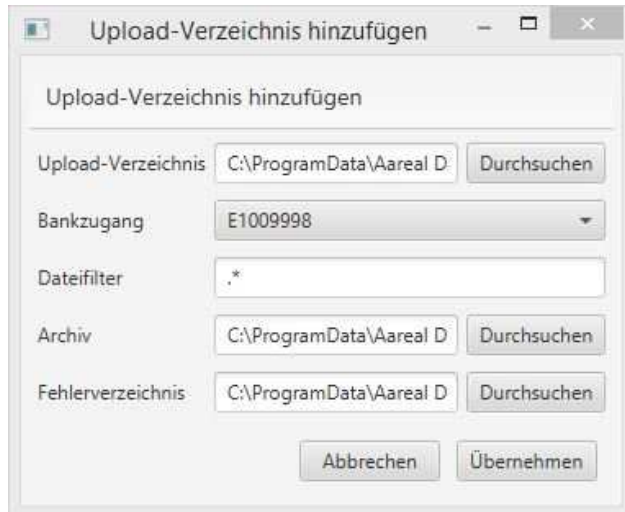 Upload-Verzeichnis hinzufügen
Upload-Verzeichnis hinzufügen
Upload-Verzeichnis C:\ProgramData\Aareal D Durchsuchen
Bankzugang E1009998
Dateifilter .*
Archiv C:\ProgramData\Aareal D Durchsuchen
Fehlerverzeichnis C:\ProgramData\Aareal D Durchsuchen
Abbrechen Übernehmen